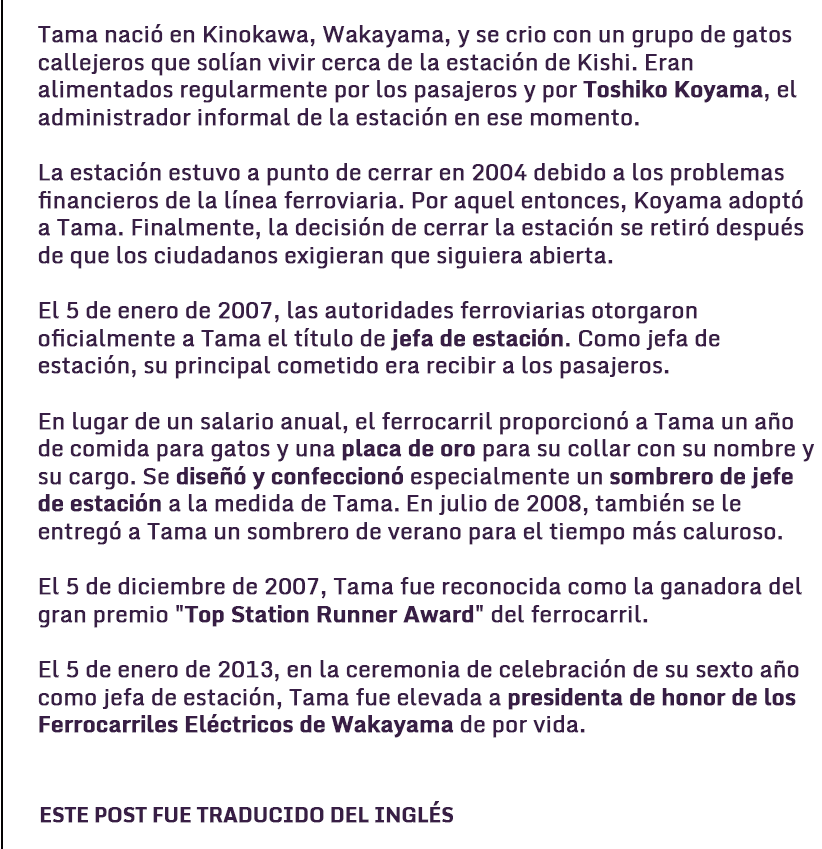 Tama nació en Kinokawa, Wakayama, y se crio con un grupo de gatos
callejeros que solían vivir cerca de la estación de Kishi. Eran
alimentados regularmente por los pasajeros y por Toshiko Koyama, el
administrador informal de la estación en ese momento.
La estación estuvo a punto de cerrar en 2004 debido a los problemas
financieros de la línea ferroviaria. Por aquel entonces, Koyama adoptó
a Tama. Finalmente, la decisión de cerrar la estación se retiró después
de que los ciudadanos exigieran que siguiera abierta.
El 5 de enero de 2007, las autoridades ferroviarias otorgaron
oficialmente a Tama el título de jefa de estación. Como jefa de
estación, su principal cometido era recibir a los pasajeros.
En lugar de un salario anual, el ferrocarril proporcionó a Tama un año
de comida para gatos y una placa de oro para su collar con su nombre y
su cargo. Se diseñó y confeccionó especialmente un sombrero de jefe
de estación a la medida de Tama. En julio de 2008, también se le
entregó a Tama un sombrero de verano para el tiempo más caluroso.
El 5 de diciembre de 2007, Tama fue reconocida como la ganadora del
gran premio "Top Station Runner Award" del ferrocarril.
El 5 de enero de 2013, en la ceremonia de celebración de su sexto año
como jefa de estación, Tama fue elevada a presidenta de honor de los
Ferrocarriles Eléctricos de Wakayama de por vida.
ESTE POST FUE TRADUCIDO DEL INGLÉS